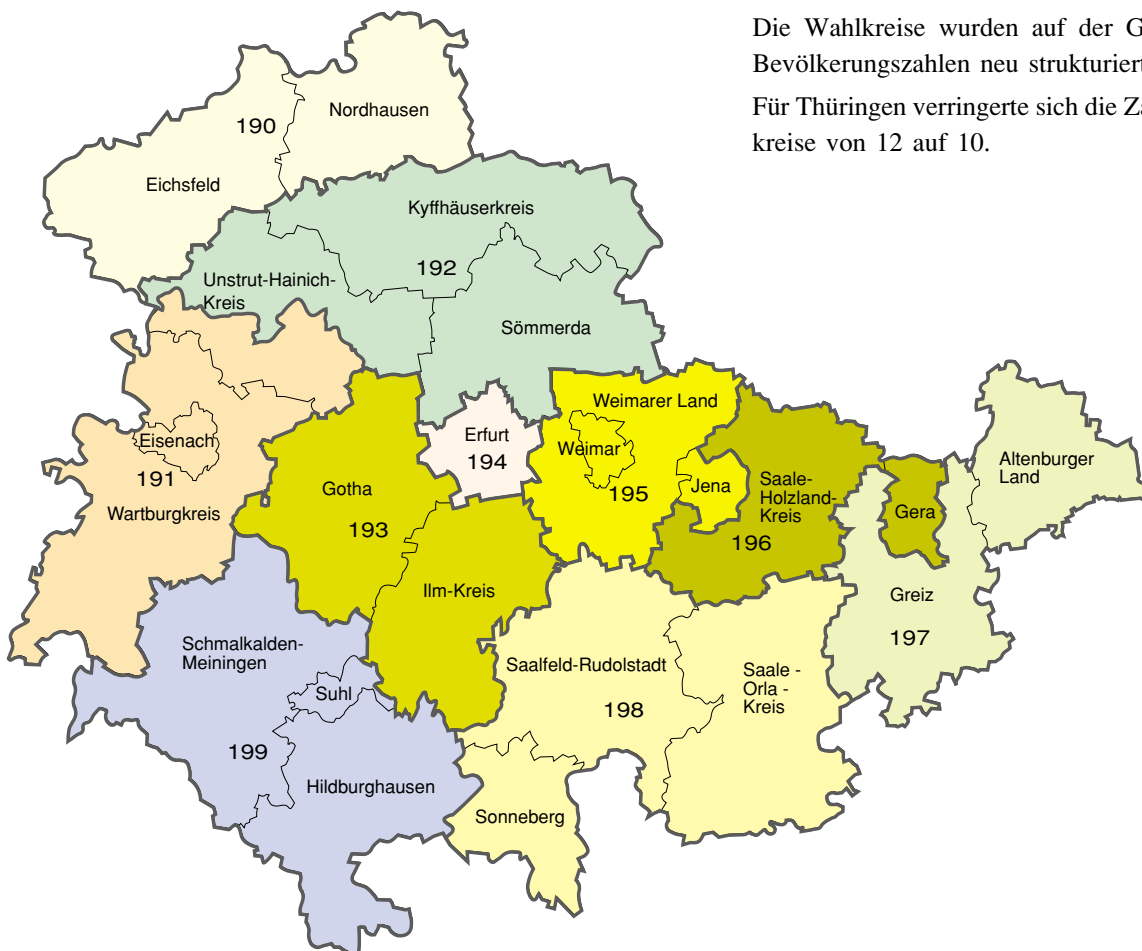 Die Wahlkreise wurden auf der G
Bevölkerungszahlen neu strukturiert
Für Thüringen verringerte sich die Zä
kreise von 12 auf 10.
Nordhausen
190
Eichsfeld
Kyffhäuserkreis
192
Unstrut-Hainich-
Kreis
Sömmerda
Weimarer Land
Eisenach
Erfurt
Weimar
194
191
Altenburger
Land
Gotha
Jena
Saale-
Holzland-
Kreis
195
Wartburgkreis
193
Gera
196
Ilm-Kreis
Greiz
197
Schmalkalden-
Meiningen
Saalfeld-Rudolstadt
Saale -
Orla -
Kreis
Suhl
198
199
Hildburghausen
Sonneberg